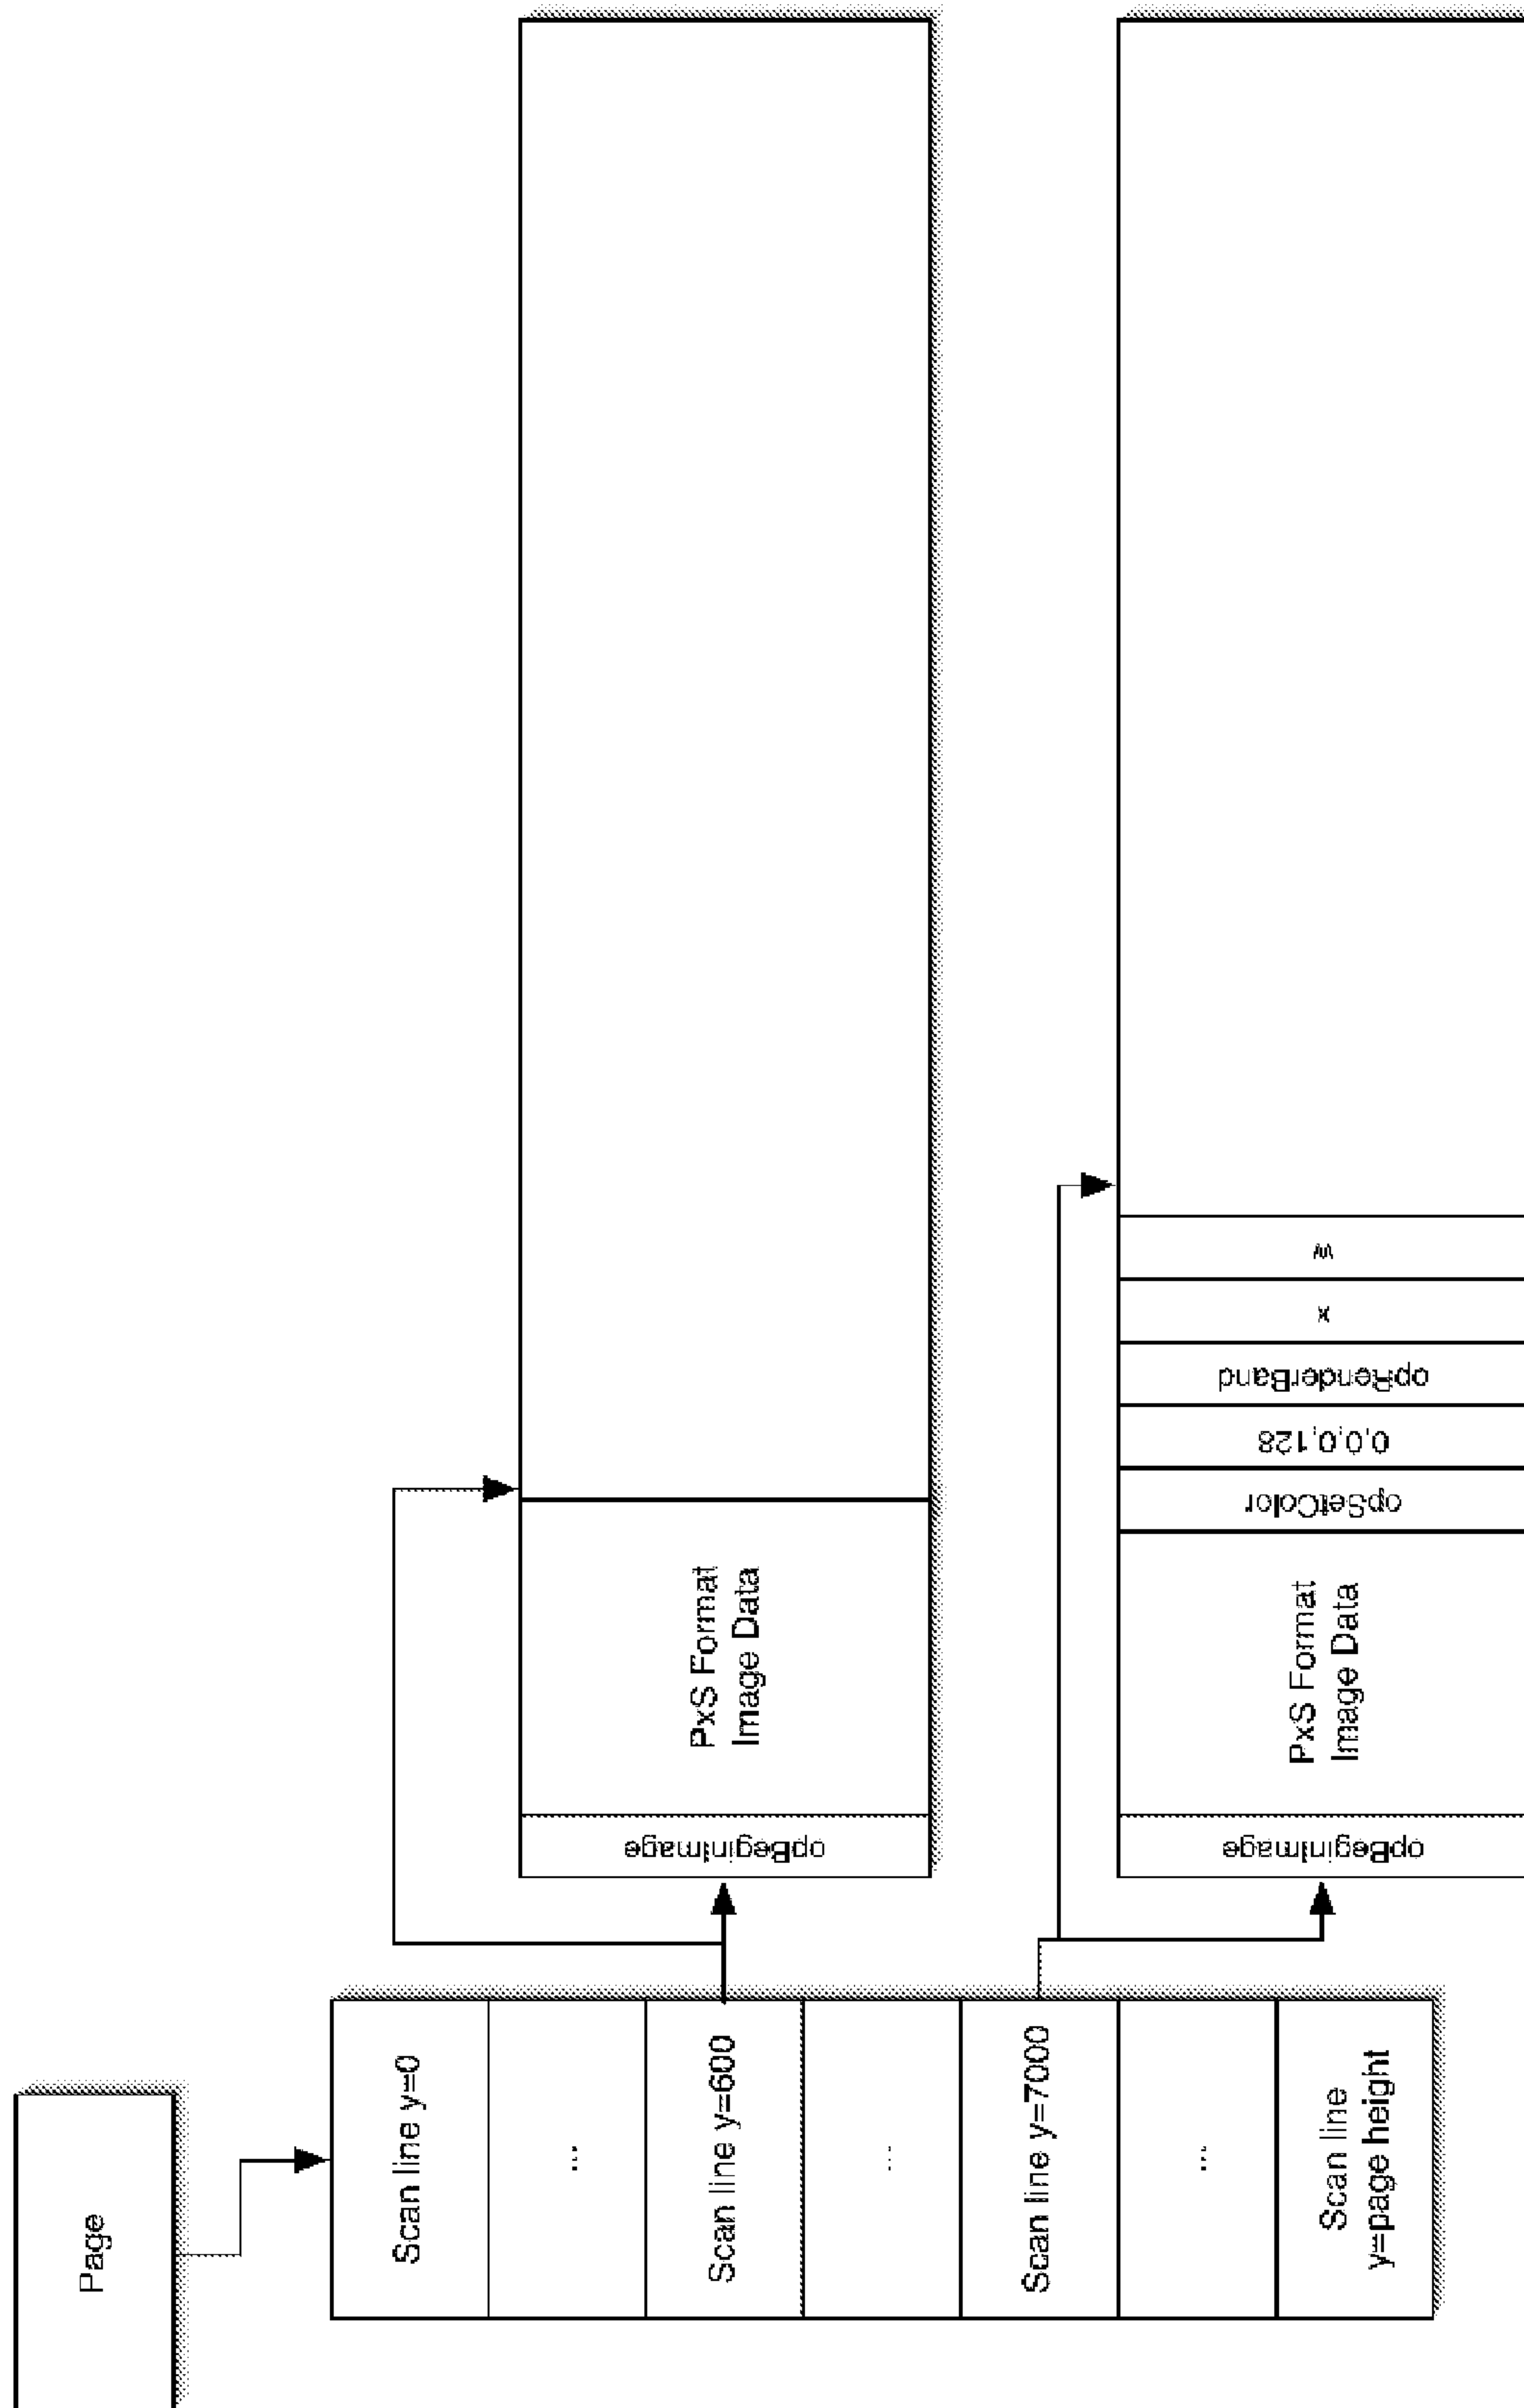 Page
Scan line y=0
...
Scan line y=600
...
Scan line y=7000
...
Scan line
y=page height
opBeginImage
PxS Format
Image Data
opBeginImage
PxS Format
Image Data
opSetColor
0,0,0,128
opRenderBand
x
w